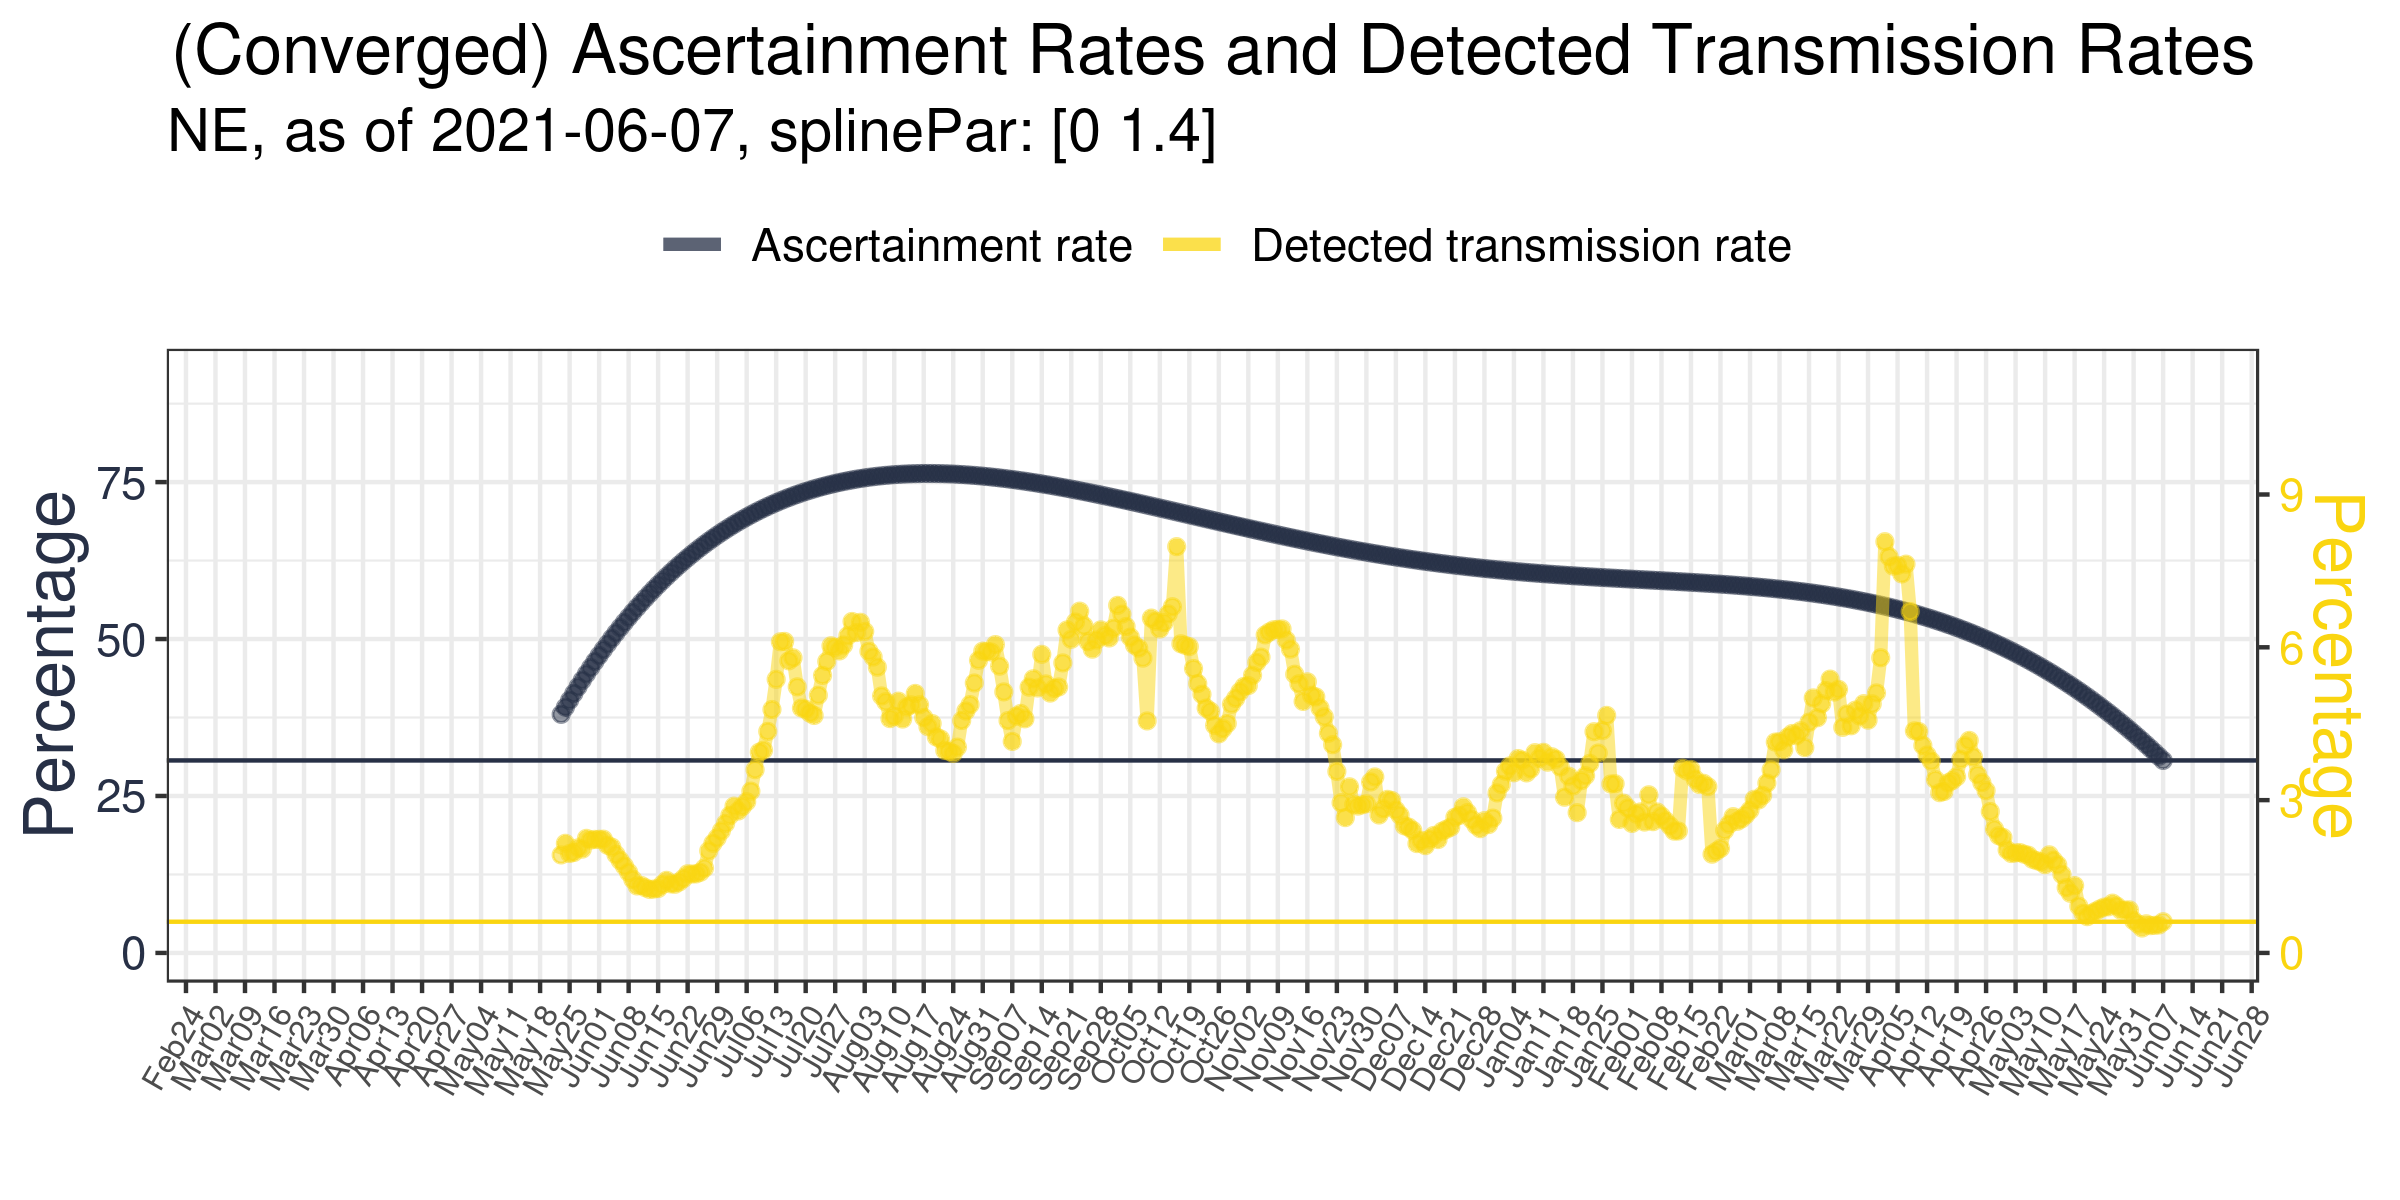 (Converged) Ascertainment Rates and Detected Transmission Rates
NE, as of 2021-06-07, splinePar: [0 1.4]
Ascertainment rate
Detected transmission rate
Percentage
75
50
25
0
9
6
3
0
Percentage
Feb24
Mar02
Mar09
Mar16
Mar23
Mar30
Apr06
Apr13
Apr20
Apr27
May04
May11
May18
May25
Jun01
Jun08
Jun15
Jun22
Jun29
Jul06
Jul13
Jul20
Jul27
Aug03
Aug10
Aug17
Aug24
Aug31
Sep07
Sep14
Sep21
Sep28
Oct05
Oct12
Oct19
Oct26
Nov02
Nov09
Nov16
Nov23
Nov30
Dec07
Dec14
Dec21
Dec28
Jan04
Jan11
Jan18
Jan25
Feb01
Feb08
Feb15
Feb22
Mar01
Mar08
Mar15
Mar22
Mar29
Apr05
Apr12
Apr19
Apr26
May03
May10
May17
May24
May31
Jun07
Jun14
Jun21
Jun28